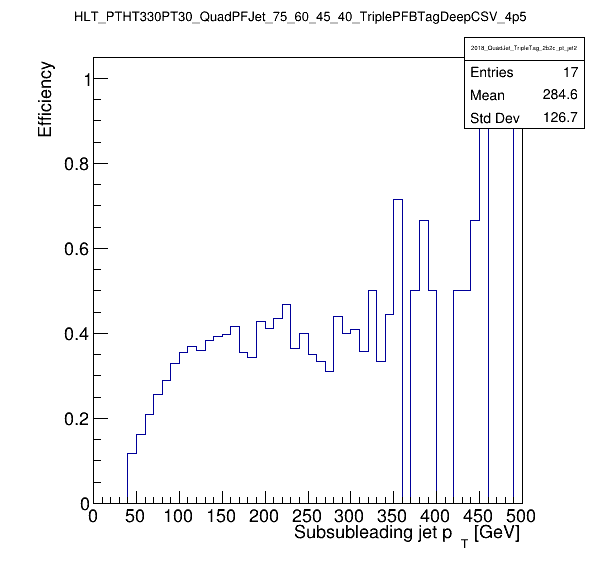 HLT_PTHT330PT30_QuadPFJet_75_60_45_40_TriplePFBTagDeepCSV_4p5
2018_QuadJet_TripleTag_2b2c_pt_jet2
Entries 17
Mean 284.6
Std Dev 126.7
Efficiency
1
0.8
0.6
0.4
0.2
0
0 50 100 150 200 250 300 350 400 450 500
Subsubleading jet p T [GeV]